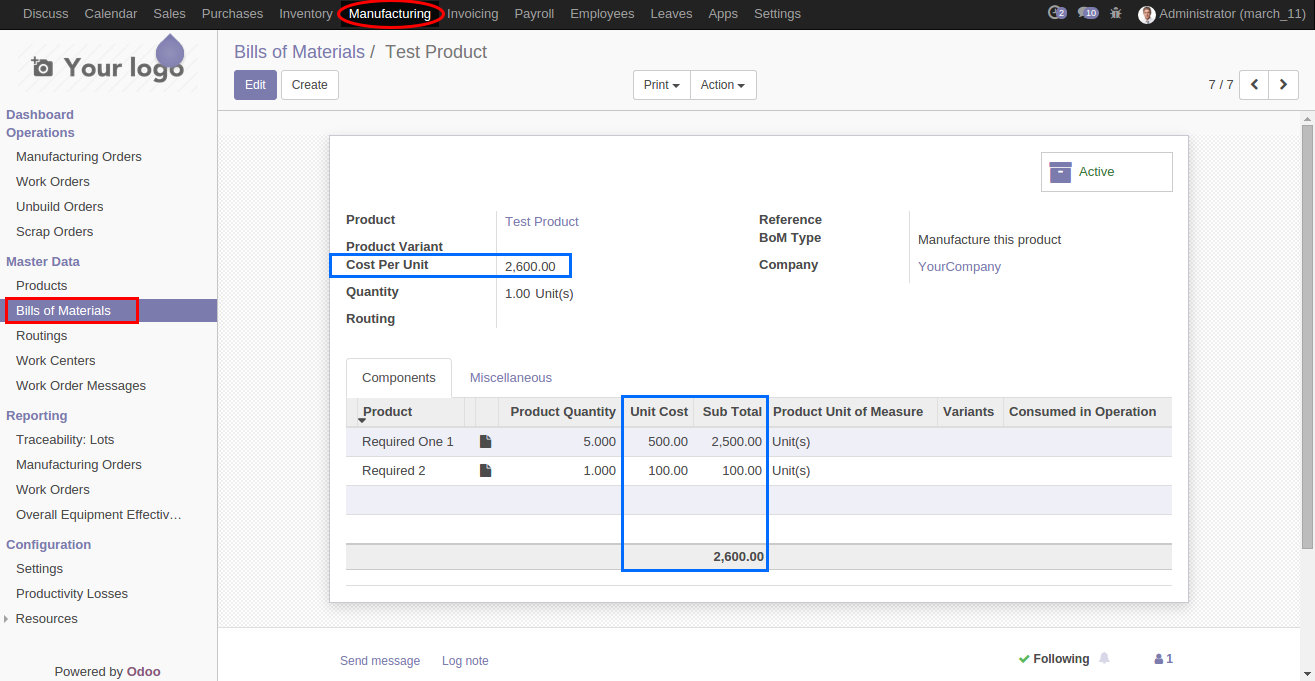 Discuss Calendar Sales Purchases Inventory Manufacturing Invoicing Payroll Employees Leaves Apps Settings 2 10 Administrator (march_11)
Your logo
Bills of Materials / Test Product
Edit Create Print Action 7 / 7
Dashboard
Operations
Manufacturing Orders
Work Orders
Unbuild Orders
Scrap Orders
Master Data
Products
Bills of Materials
Routings
Work Centers
Work Order Messages
Reporting
Traceability: Lots
Manufacturing Orders
Work Orders
Overall Equipment Effectiv…
Configuration
Settings
Productivity Losses
Resources
Powered by Odoo
Active
Product Test Product
Product Variant
Cost Per Unit 2,600.00
Quantity 1.00 Unit(s)
Routing
Reference
BoM Type Manufacture this product
Company YourCompany
Components Miscellaneous
Product Product Quantity Unit Cost Sub Total Product Unit of Measure Variants Consumed in Operation
Required One 1 5.000 500.00 2,500.00 Unit(s)
Required 2 1.000 100.00 100.00 Unit(s)
2,600.00
Send message Log note Following 1